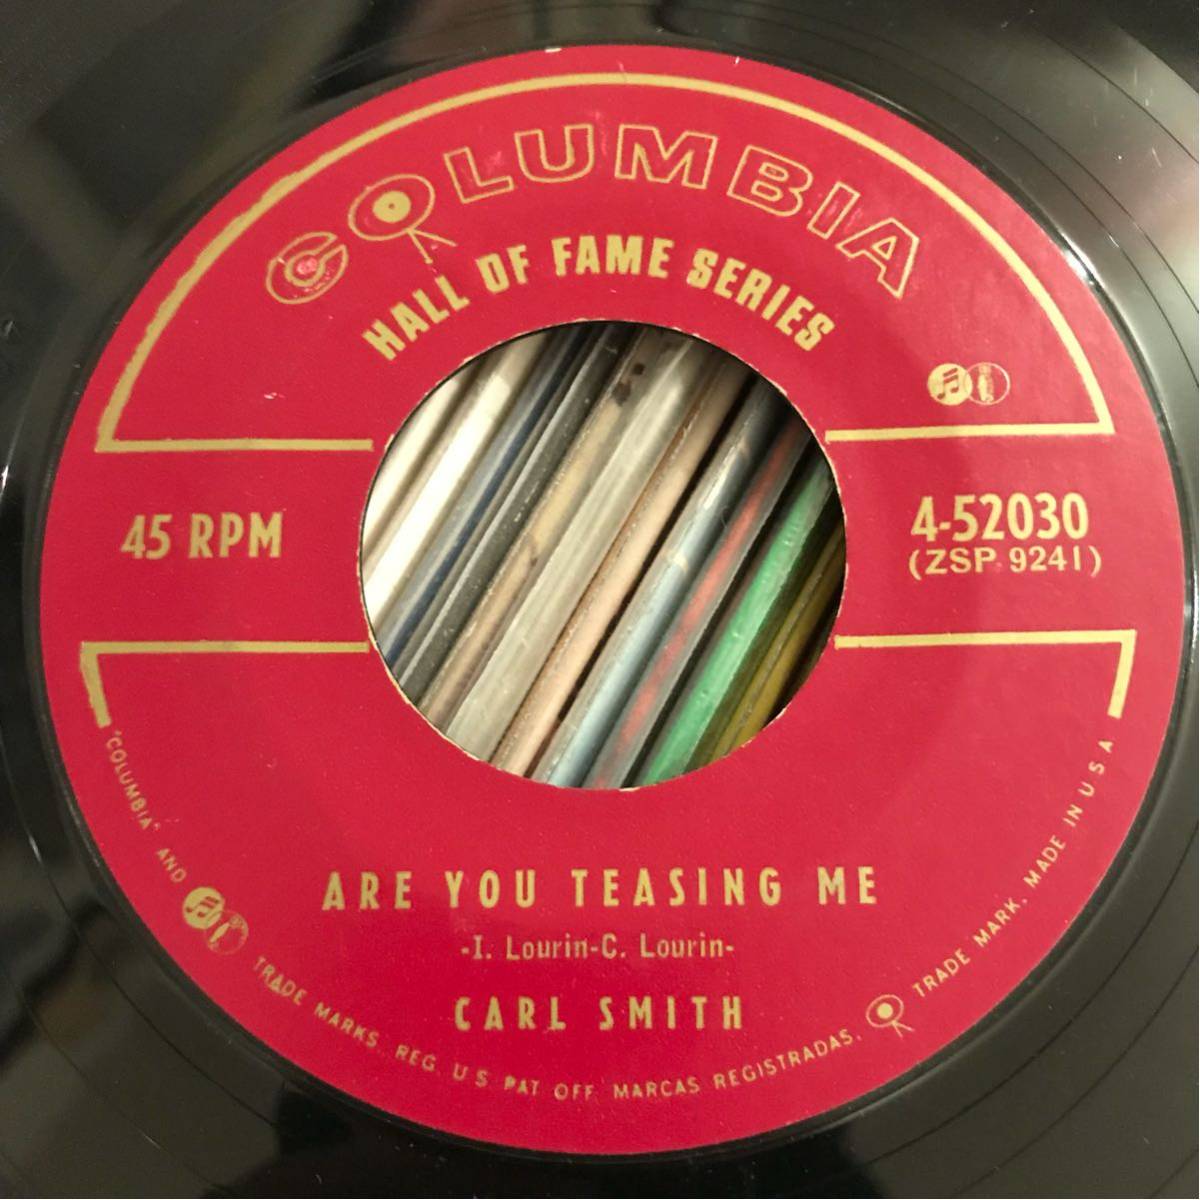 COLUMBIA
HALL OF FAME SERIES
45 RPM
4-52030
(ZSP 9241)
ARE YOU TEASING ME
-I. Lourin-C. Lourin-
CARL SMITH
"COLUMBIA" AND TRADE MARKS. REG. U.S. PAT OFF. MARCAS REGISTRADAS. TRADE MARK. MADE IN U S A